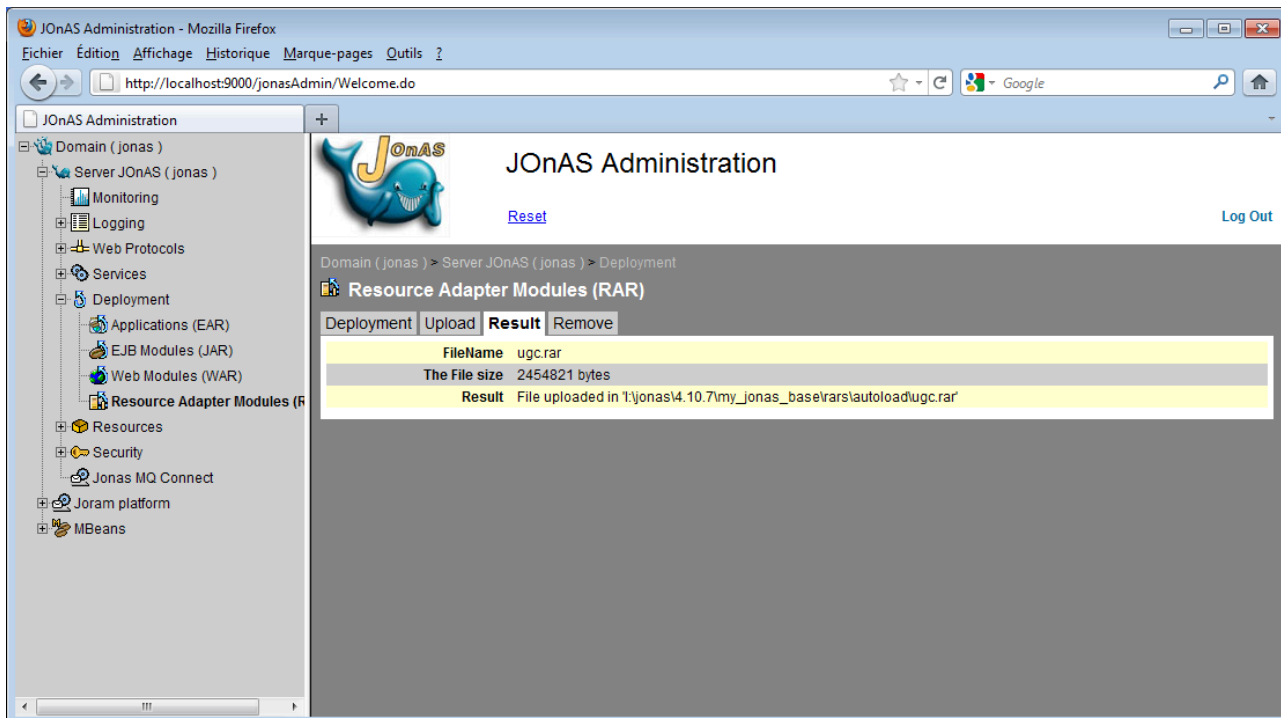 JOnAS Administration - Mozilla Firefox
Fichier Édition Affichage Historique Marque-pages Outils ?
http://localhost:9000/jonasAdmin/Welcome.do
Google
JOnAS Administration
Domain ( jonas )
Server JOnAS ( jonas )
Monitoring
Logging
Web Protocols
Services
Deployment
Applications (EAR)
EJB Modules (JAR)
Web Modules (WAR)
Resource Adapter Modules (R
Resources
Security
Jonas MQ Connect
Joram platform
MBeans
JOnAS
JOnAS Administration
Reset
Log Out
Domain ( jonas ) > Server JOnAS ( jonas ) > Deployment
Resource Adapter Modules (RAR)
Deployment Upload Result Remove
FileName ugc.rar
The File size 2454821 bytes
Result File uploaded in 'I:\jonas\4.10.7\my_jonas_base\rars\autoload\ugc.rar'